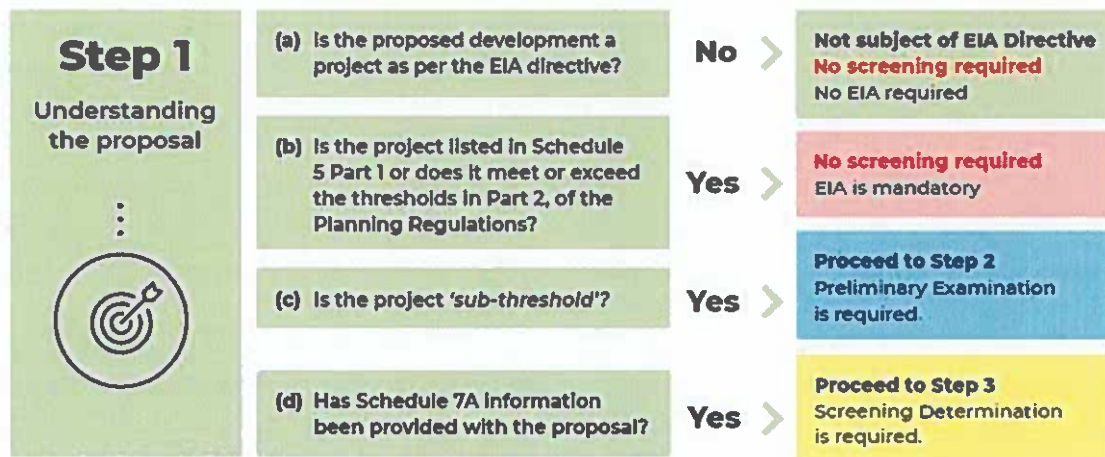 Step 1
Understanding
the proposal
(a) Is the proposed development a
project as per the EIA directive?
No
Not subject of EIA Directive
No screening required
No EIA required
(b) Is the project listed in Schedule
5 Part 1 or does it meet or exceed
the thresholds in Part 2, of the
Planning Regulations?
Yes
No screening required
EIA is mandatory
(c) Is the project 'sub-threshold'?
Yes
Proceed to Step 2
Preliminary Examination
is required.
(d) Has Schedule 7A information
been provided with the proposal?
Yes
Proceed to Step 3
Screening Determination
is required.